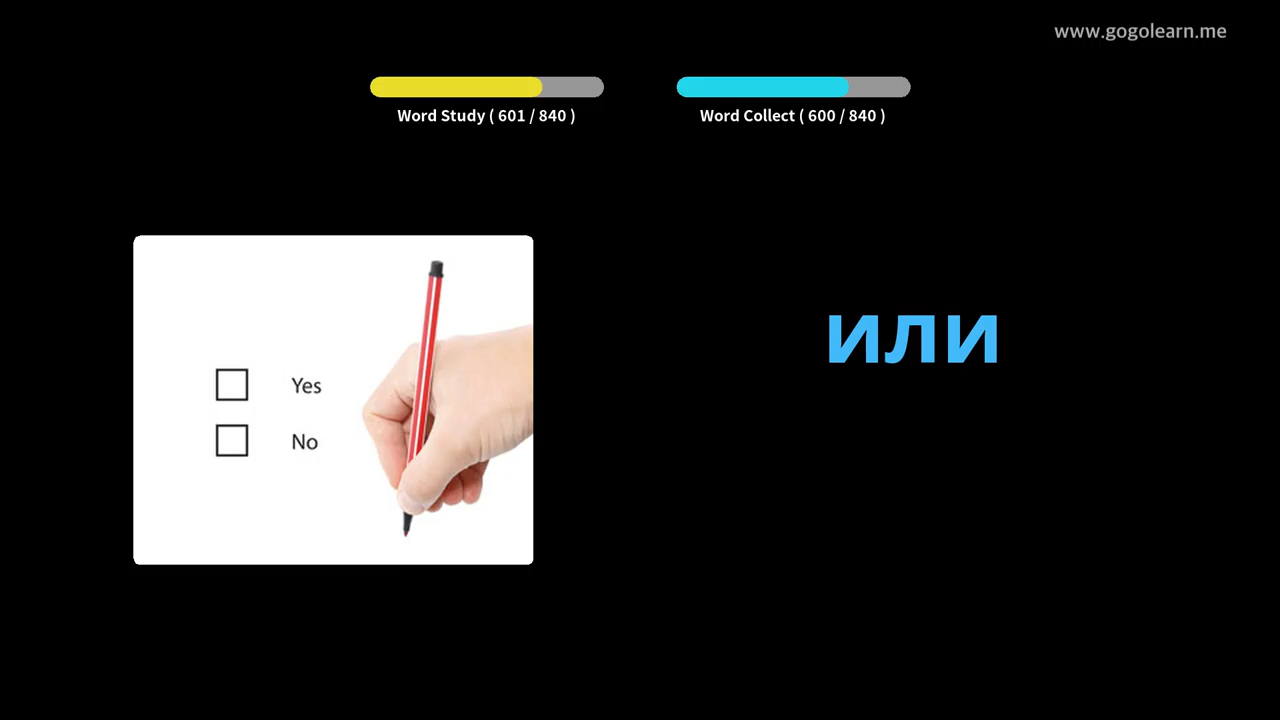 www.gogolearn.me
Word Study ( 601 / 840 )
Word Collect ( 600 / 840 )
Yes
No
или